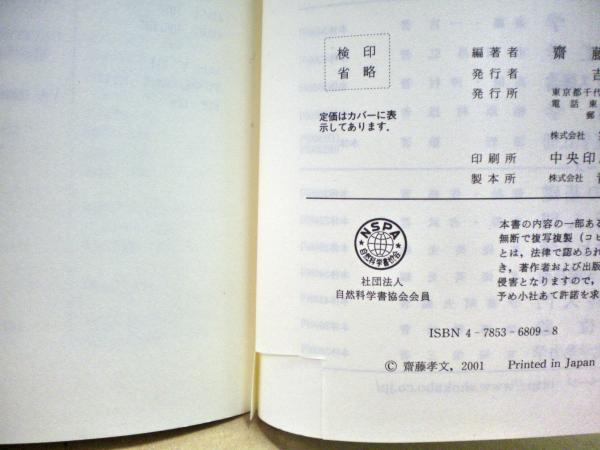 検印
省略
定価はカバーに表
示してあります.
編著者 齋藤
発行者 吉
発行所 東京都千代
電話 東
郵
株式会社
印刷所 中央印
製本所 株式会社
NSPA
自然科学書協会
社団法人
自然科学書協会会員
本書の内容の一部ある
無断で複写複製(コピ
とは,法律で認められ
き,著作者および出版
侵害となりますので,
予め小社あて許諾を求
ISBN 4-7853-6809-8
© 齋藤孝文, 2001 Printed in Japan